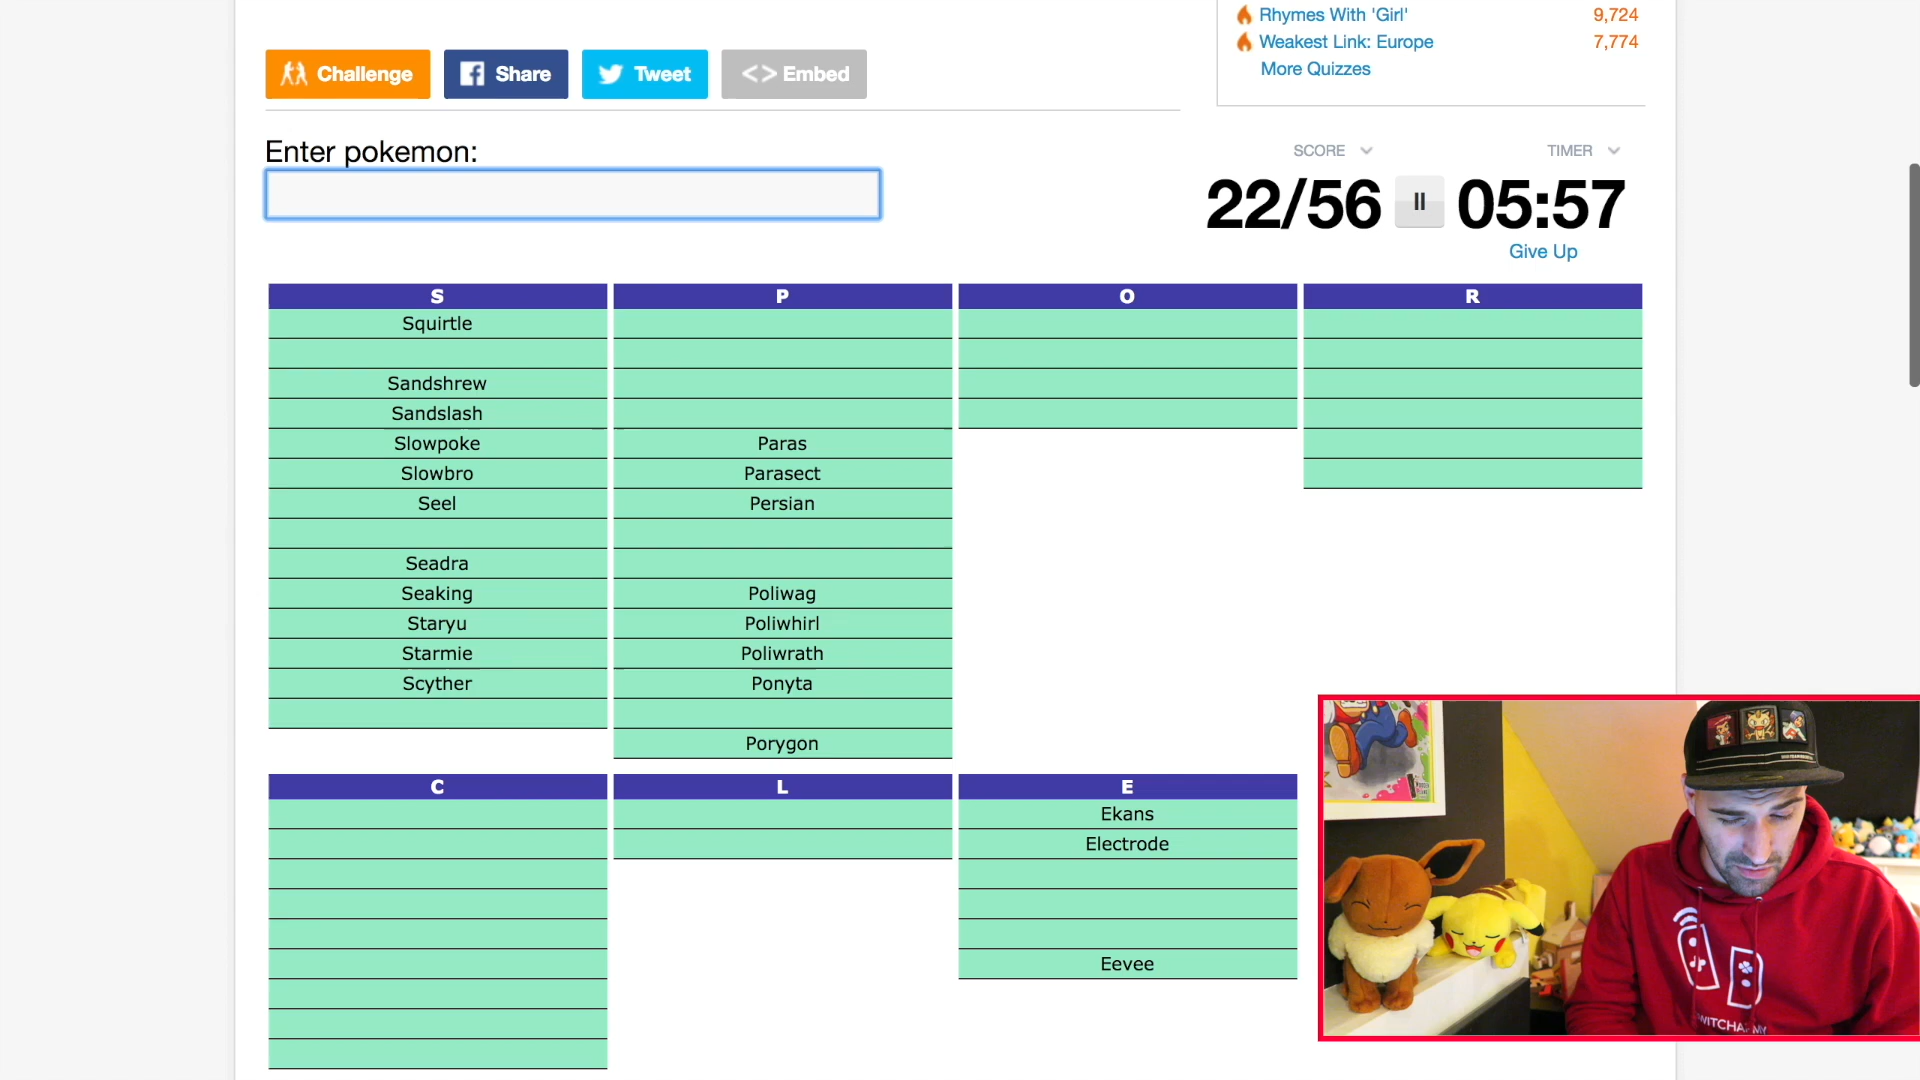 Rhymes With 'Girl' 9,724
Weakest Link: Europe 7,774
More Quizzes
Challenge Share Tweet <> Embed
Enter pokemon:
SCORE TIMER
22/56 05:57
Give Up
S P O R
Squirtle
Sandshrew
Sandslash
Slowpoke Paras
Slowbro Parasect
Seel Persian
Seadra
Seaking Poliwag
Staryu Poliwhirl
Starmie Poliwrath
Scyther Ponyta
Porygon
C L E
Ekans
Electrode
Eevee